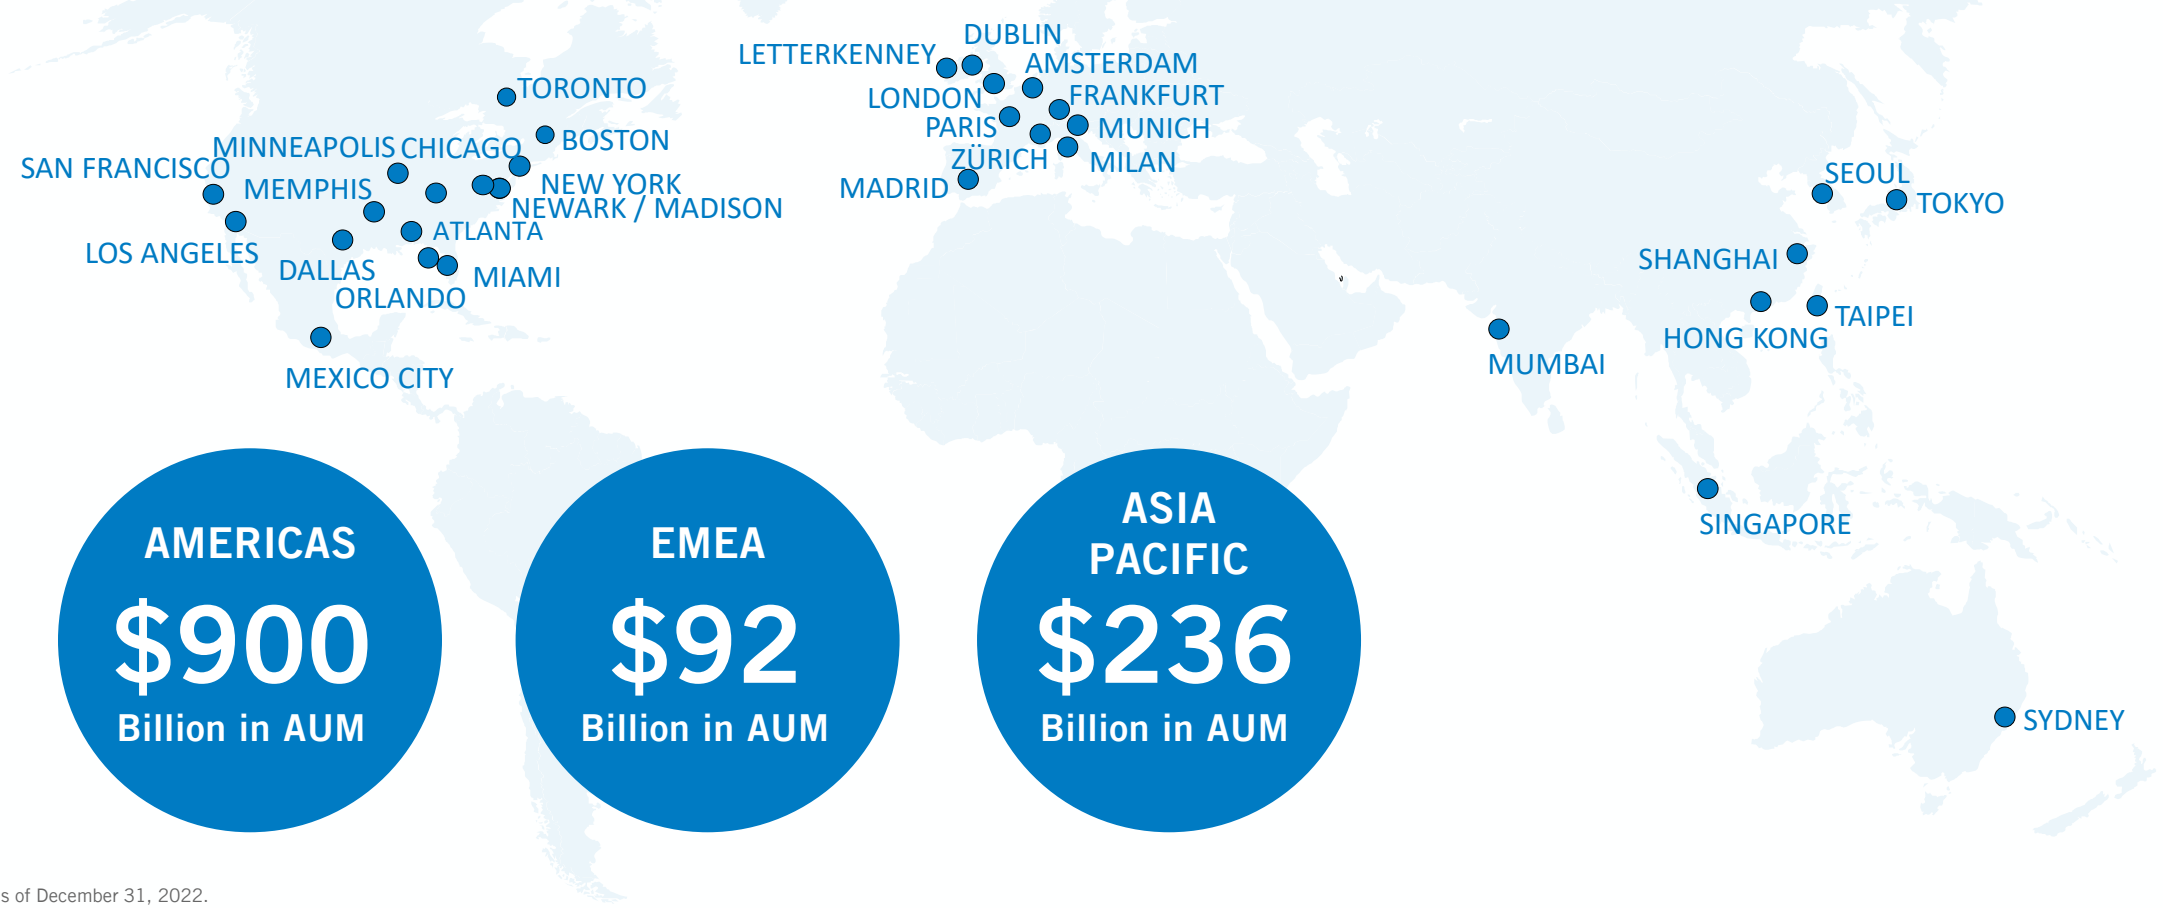 DUBLIN
LETTERKENNEY
AMSTERDAM
TORONTO
LONDON
FRANKFURT
PARIS
MUNICH
BOSTON
MINNEAPOLIS
CHICAGO
ZÜRICH
MILAN
SAN FRANCISCO
MEMPHIS
NEW YORK
MADRID
SEOUL
TOKYO
NEWARK / MADISON
ATLANTA
LOS ANGELES
SHANGHAI
DALLAS
MIAMI
ORLANDO
TAIPEI
HONG KONG
MUMBAI
MEXICO CITY
SINGAPORE
AMERICAS
$900
Billion in AUM
EMEA
$92
Billion in AUM
ASIA
PACIFIC
$236
Billion in AUM
SYDNEY
s of December 31, 2022.